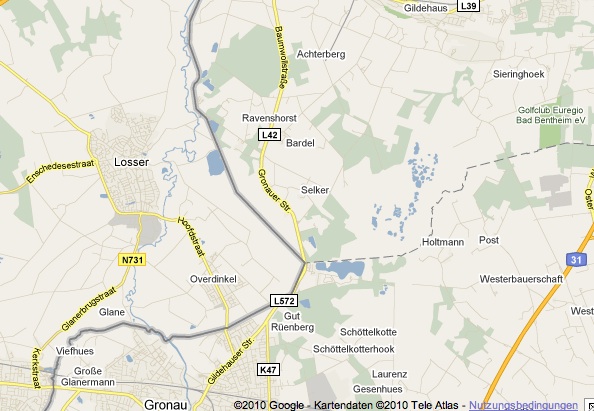 Gildehaus
L39
Baumwollstraße
Achterberg
Sieringhoek
Golfclub Euregio
Bad Bentheim eV
Ravenshorst
L42
Bardel
Losser
Enschedesestraat
Gronauer Str.
Selker
Hoofdstraat
Holtmann
Post
31
N731
Overdinkel
Westerbauerschaft
Glanerbrugstraat
Glane
L572
Gut
Rüenberg
Schöttelkotte
Schöttelkotterhook
Viefhues
Kerkstraat
Große
Glanermann
Gildehauser Str.
K47
Laurenz
Gesenhues
Gronau
©2010 Google - Kartendaten ©2010 Tele Atlas - Nutzungsbedingungen